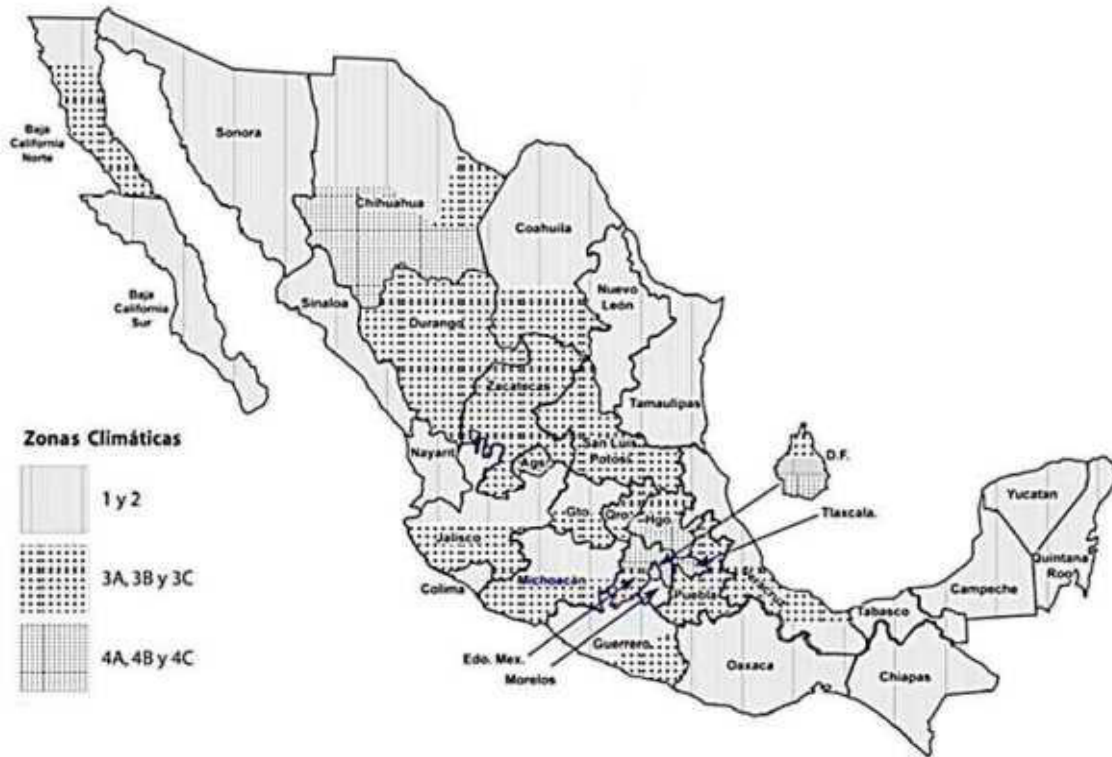 Baja
California
Norte
Sonora
Chihuahua
Coahuila
Baja
California
Sur
Sinaloa
Durango
Nuevo
León
Zacatecas
Tamaulipas
Zonas Climáticas
1 y 2
3A, 3B y 3C
4A, 4B y 4C
Nayarit
Ags.
San Luis
Potosí
D.F.
Tlaxcala.
Yucatan
Quintana
Roo
Campeche
Tabasco
Chiapas
Gto.
Qro.
Hgo.
Jalisco
Colima
Michoacán
Puebla
Veracruz
Guerrero
Edo. Mex.
Morelos
Oaxaca